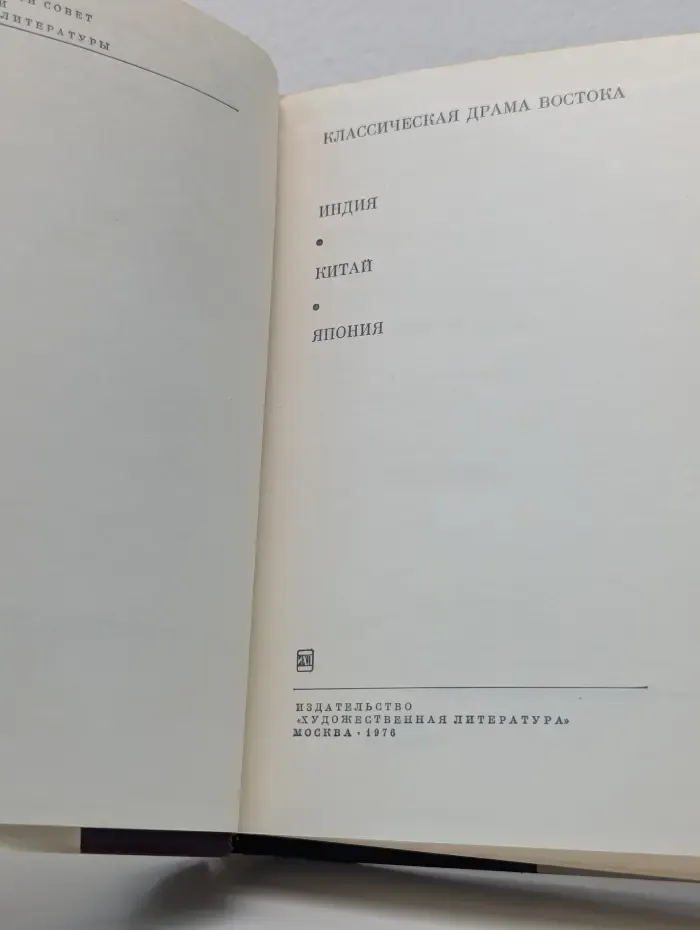 СОВЕТ
И
ЛИТЕРАТУРЫ
КЛАССИЧЕСКАЯ ДРАМА ВОСТОКА
ИНДИЯ
•
КИТАЙ
•
ЯПОНИЯ
ИЗДАТЕЛЬСТВО
«ХУДОЖЕСТВЕННАЯ ЛИТЕРАТУРА»
МОСКВА · 1976